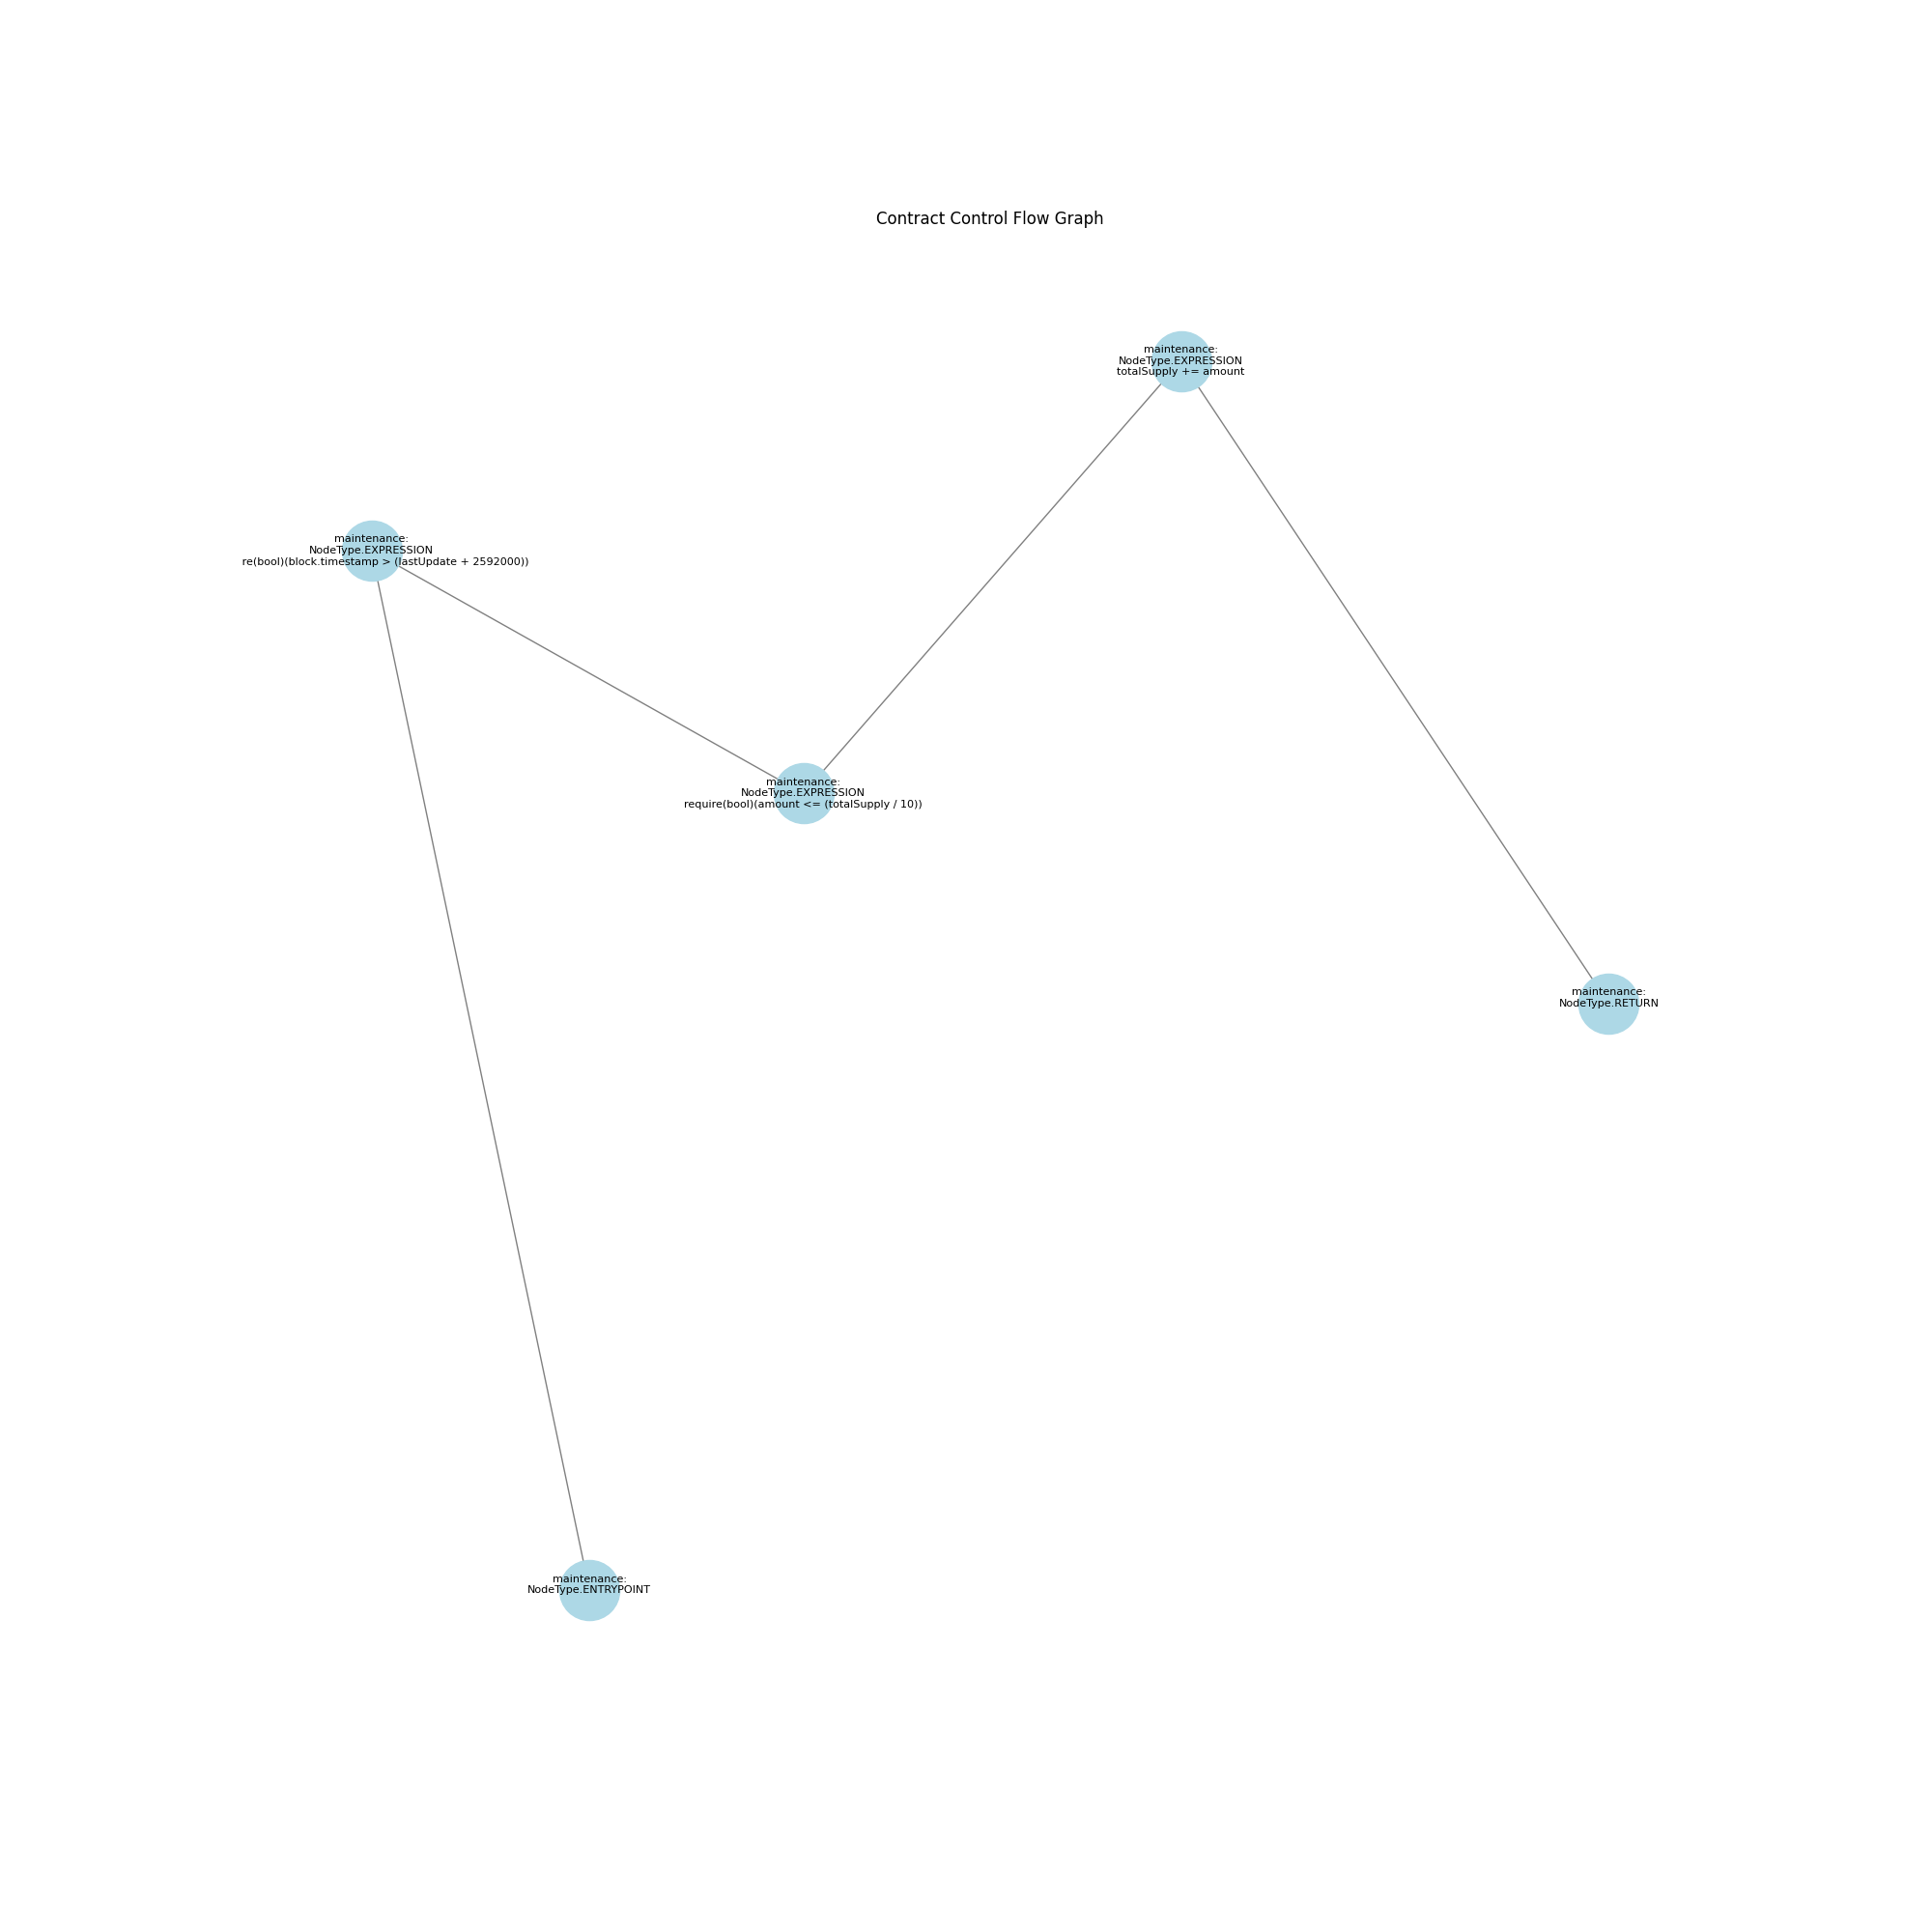 Contract Control Flow Graph
maintenance:
NodeType.EXPRESSION
totalSupply += amount
maintenance:
NodeType.EXPRESSION
re(bool)(block.timestamp > (lastUpdate + 2592000))
maintenance:
NodeType.EXPRESSION
require(bool)(amount <= (totalSupply / 10))
maintenance:
NodeType.RETURN
maintenance:
NodeType.ENTRYPOINT